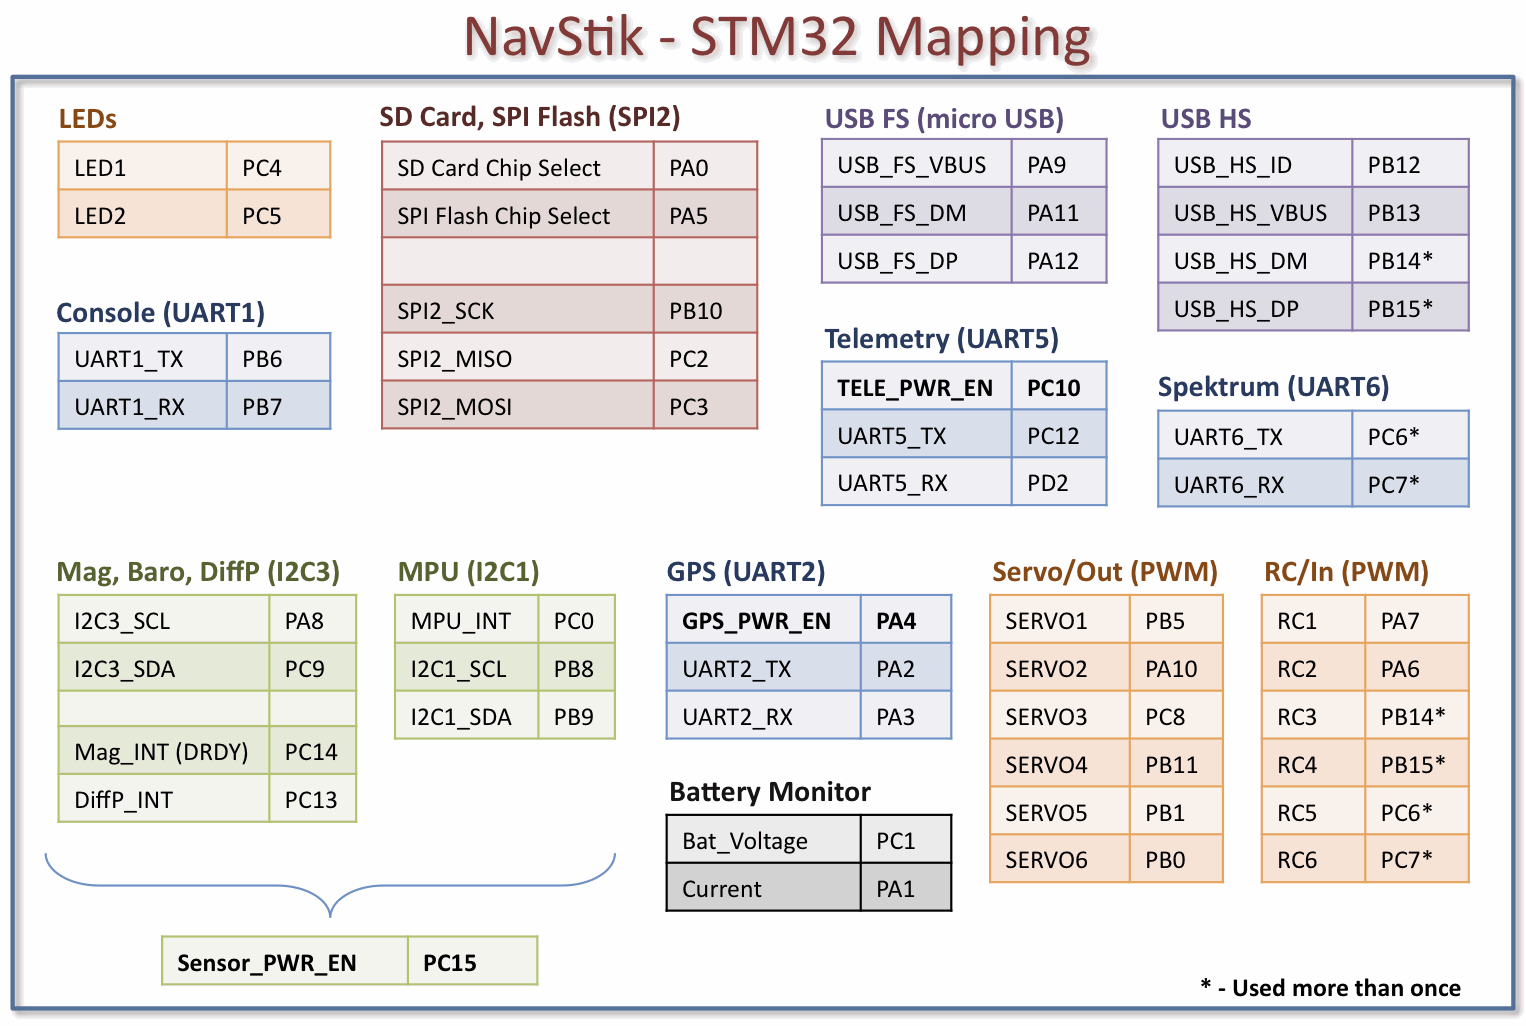 NavStik - STM32 Mapping
LEDs
LED1 PC4
LED2 PC5
SD Card, SPI Flash (SPI2)
SD Card Chip Select PA0
SPI Flash Chip Select PA5
SPI2_SCK PB10
SPI2_MISO PC2
SPI2_MOSI PC3
USB FS (micro USB)
USB_FS_VBUS PA9
USB_FS_DM PA11
USB_FS_DP PA12
USB HS
USB_HS_ID PB12
USB_HS_VBUS PB13
USB_HS_DM PB14*
USB_HS_DP PB15*
Console (UART1)
UART1_TX PB6
UART1_RX PB7
Telemetry (UART5)
TELE_PWR_EN PC10
UART5_TX PC12
UART5_RX PD2
Spektrum (UART6)
UART6_TX PC6*
UART6_RX PC7*
Mag, Baro, DiffP (I2C3)
I2C3_SCL PA8
I2C3_SDA PC9
Mag_INT (DRDY) PC14
DiffP_INT PC13
MPU (I2C1)
MPU_INT PC0
I2C1_SCL PB8
I2C1_SDA PB9
GPS (UART2)
GPS_PWR_EN PA4
UART2_TX PA2
UART2_RX PA3
Servo/Out (PWM)
SERVO1 PB5
SERVO2 PA10
SERVO3 PC8
SERVO4 PB11
SERVO5 PB1
SERVO6 PB0
RC/In (PWM)
RC1 PA7
RC2 PA6
RC3 PB14*
RC4 PB15*
RC5 PC6*
RC6 PC7*
Battery Monitor
Bat_Voltage PC1
Current PA1
Sensor_PWR_EN PC15
* - Used more than once